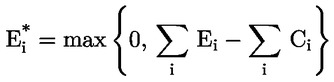 E_i^* = max { 0, ∑_i E_i − ∑_i C_i }